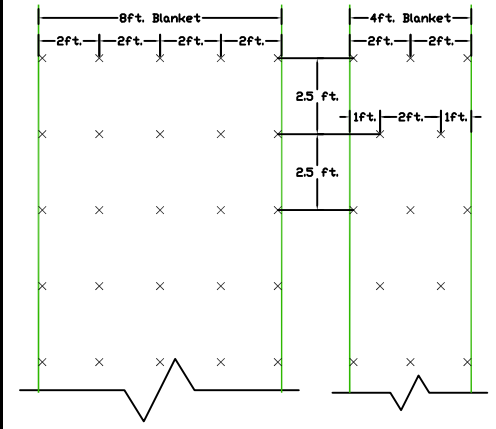 8ft. Blanket
4ft. Blanket
2ft. 2ft. 2ft. 2ft.
2ft. 2ft.
2.5 ft.
1ft. 2ft. 1ft.
2.5 ft.